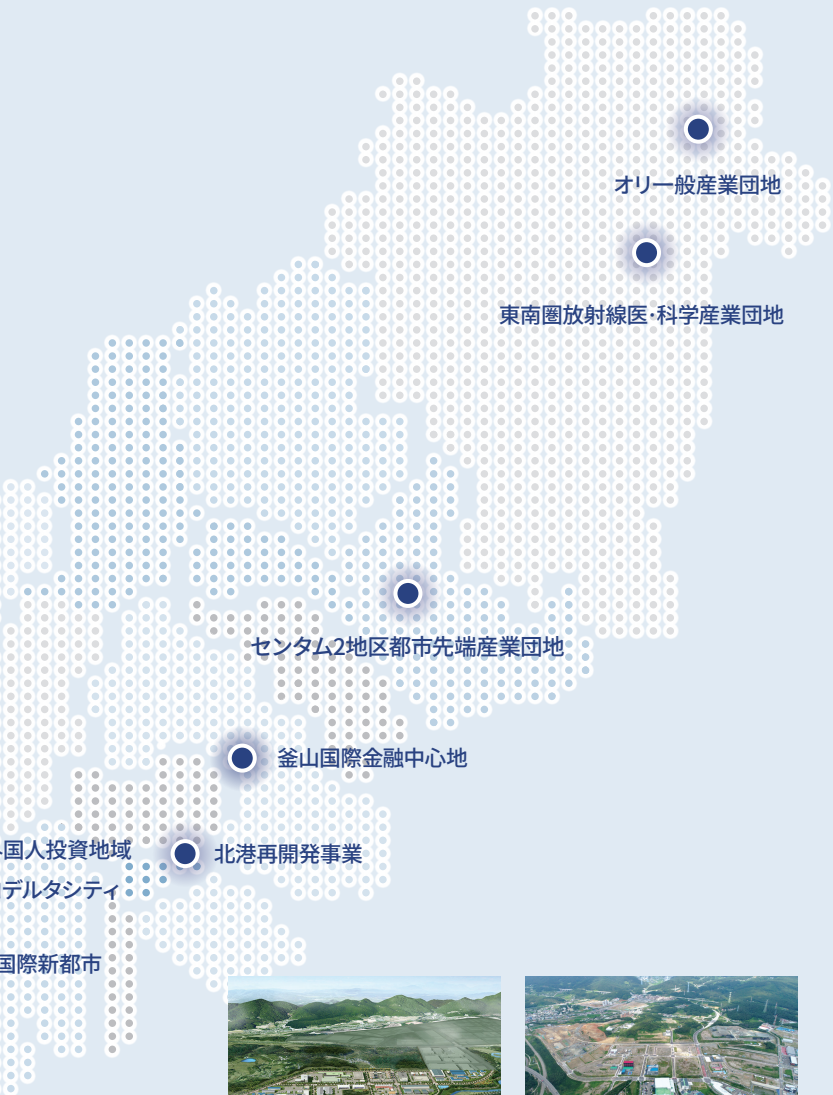 オリ一般産業団地
東南圏放射線医·科学産業団地
センタム2地区都市先端産業団地
釜山国際金融中心地
国人投資地域
北港再開発事業
デルタシティ
国際新都市